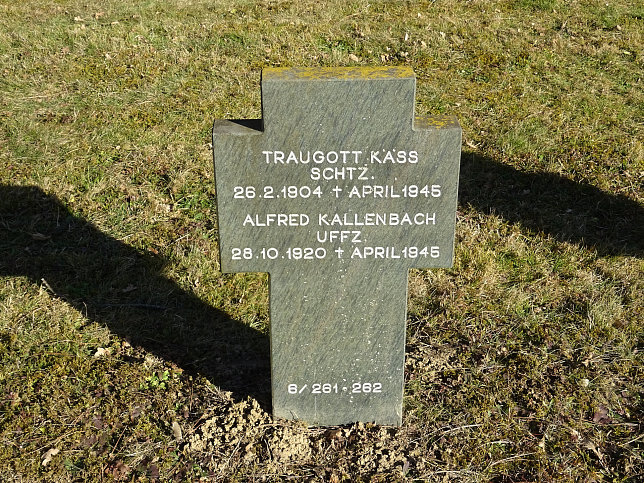 TRAUGOTT KÄSS
SCHTZ.
26.2.1904 † APRIL 1945
ALFRED KALLENBACH
UFFZ.
28.10.1920 † APRIL 1945
6/261-262